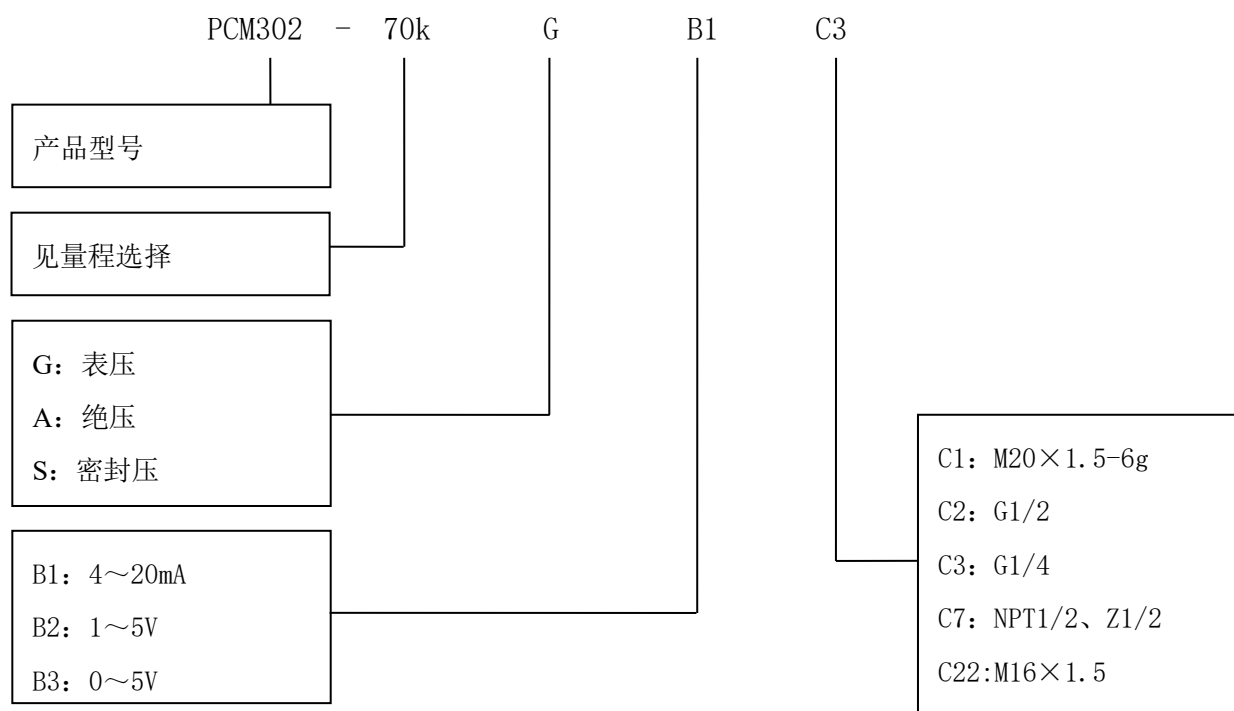 PCM302 - 70k G B1 C3
产品型号
见量程选择
G：表压
A：绝压
S：密封压
B1：4～20mA
B2：1～5V
B3：0～5V
C1：M20×1.5-6g
C2：G1/2
C3：G1/4
C7：NPT1/2、Z1/2
C22:M16×1.5